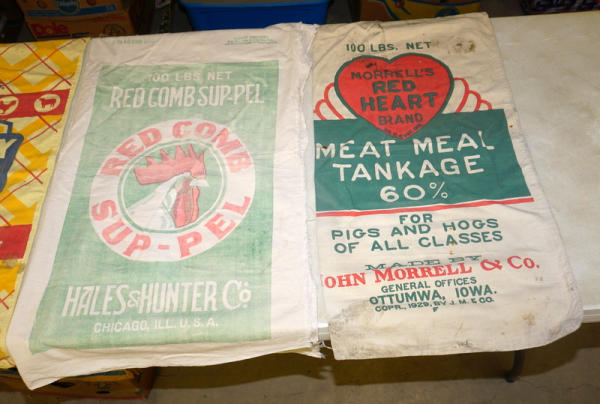 100 LBS. NET
RED COMB SUP-PEL
RED COMB
SUP-PEL
HALES & HUNTER CO
CHICAGO, ILL. U.S.A.
100 LBS. NET
MORRELL'S
RED
HEART
BRAND
MEAT MEAL
TANKAGE
60%
FOR
PIGS AND HOGS
OF ALL CLASSES
MADE BY
JOHN MORRELL & CO.
GENERAL OFFICES
OTTUMWA, IOWA.
COPR., 1929, BY J. M. & CO.
Dole